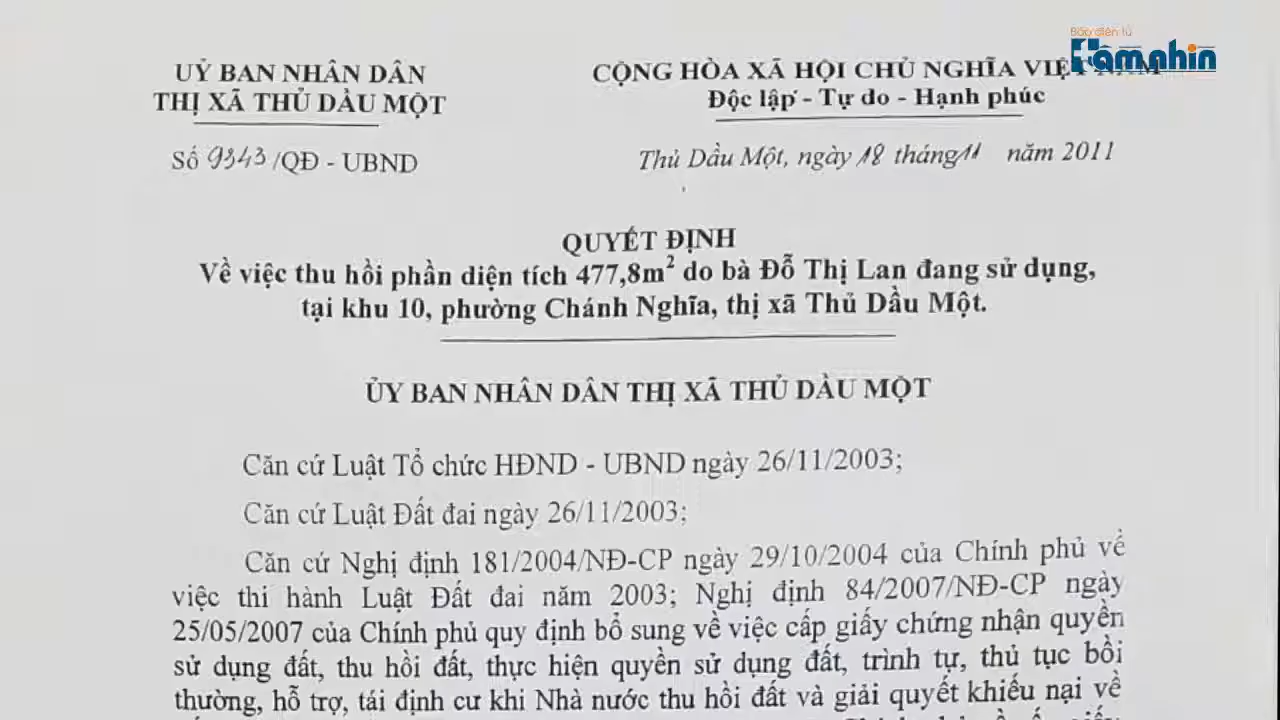 Báo điện tử
Tầm nhìn
UỶ BAN NHÂN DÂN
THỊ XÃ THỦ DẦU MỘT
CỘNG HÒA XÃ HỘI CHỦ NGHĨA VIỆT NAM
Độc lập - Tự do - Hạnh phúc
Số 9343/QĐ - UBND
Thủ Dầu Một, ngày 18 tháng 11 năm 2011
QUYẾT ĐỊNH
Về việc thu hồi phần diện tích 477,8m² do bà Đỗ Thị Lan đang sử dụng,
tại khu 10, phường Chánh Nghĩa, thị xã Thủ Dầu Một.
ỦY BAN NHÂN DÂN THỊ XÃ THỦ DẦU MỘT
Căn cứ Luật Tổ chức HĐND - UBND ngày 26/11/2003;
Căn cứ Luật Đất đai ngày 26/11/2003;
Căn cứ Nghị định 181/2004/NĐ-CP ngày 29/10/2004 của Chính phủ về
việc thi hành Luật Đất đai năm 2003; Nghị định 84/2007/NĐ-CP ngày
25/05/2007 của Chính phủ quy định bổ sung về việc cấp giấy chứng nhận quyền
sử dụng đất, thu hồi đất, thực hiện quyền sử dụng đất, trình tự, thủ tục bồi
thường, hỗ trợ, tái định cư khi Nhà nước thu hồi đất và giải quyết khiếu nại về